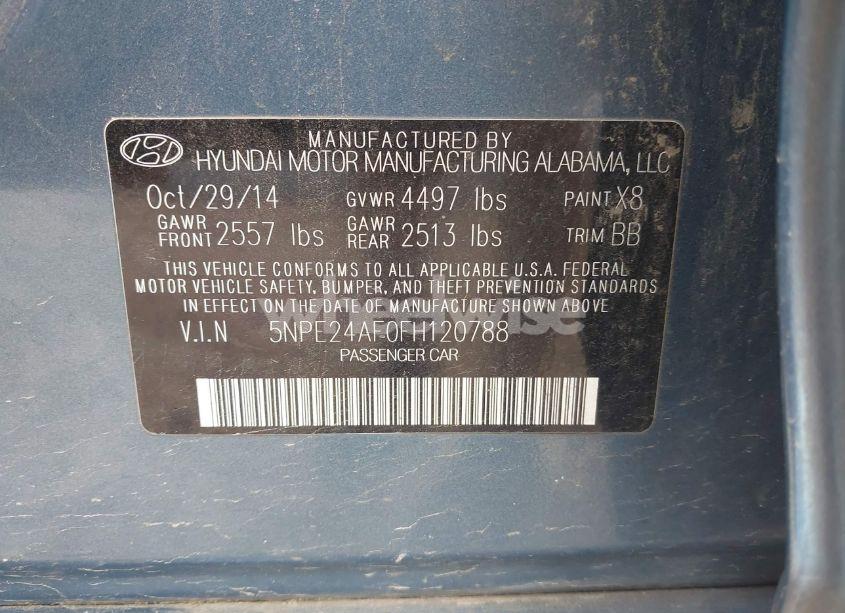 MANUFACTURED BY
HYUNDAI MOTOR MANUFACTURING ALABAMA, LLC
Oct/29/14 GVWR 4497 lbs PAINT X8
GAWR FRONT 2557 lbs GAWR REAR 2513 lbs TRIM BB
THIS VEHICLE CONFORMS TO ALL APPLICABLE U.S.A. FEDERAL
MOTOR VEHICLE SAFETY, BUMPER, AND THEFT PREVENTION STANDARDS
IN EFFECT ON THE DATE OF MANUFACTURE SHOWN ABOVE
V.I.N 5NPE24AF0FH120788
PASSENGER CAR